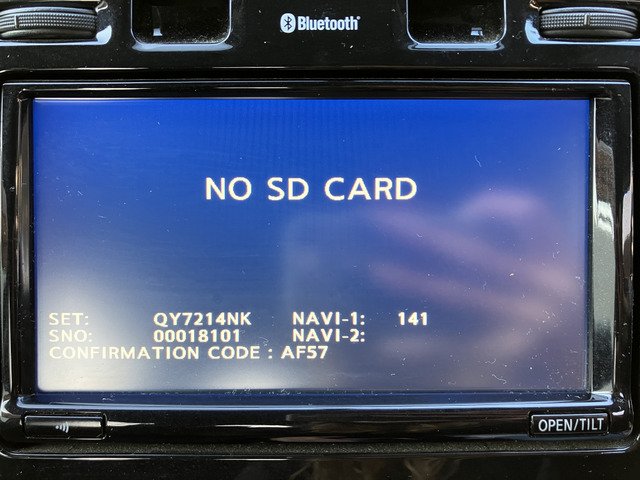 Bluetooth
NO SD CARD
SET: QY7214NK NAVI-1: 141
SNO: 00018101 NAVI-2:
CONFIRMATION CODE : AF57
OPEN/TILT